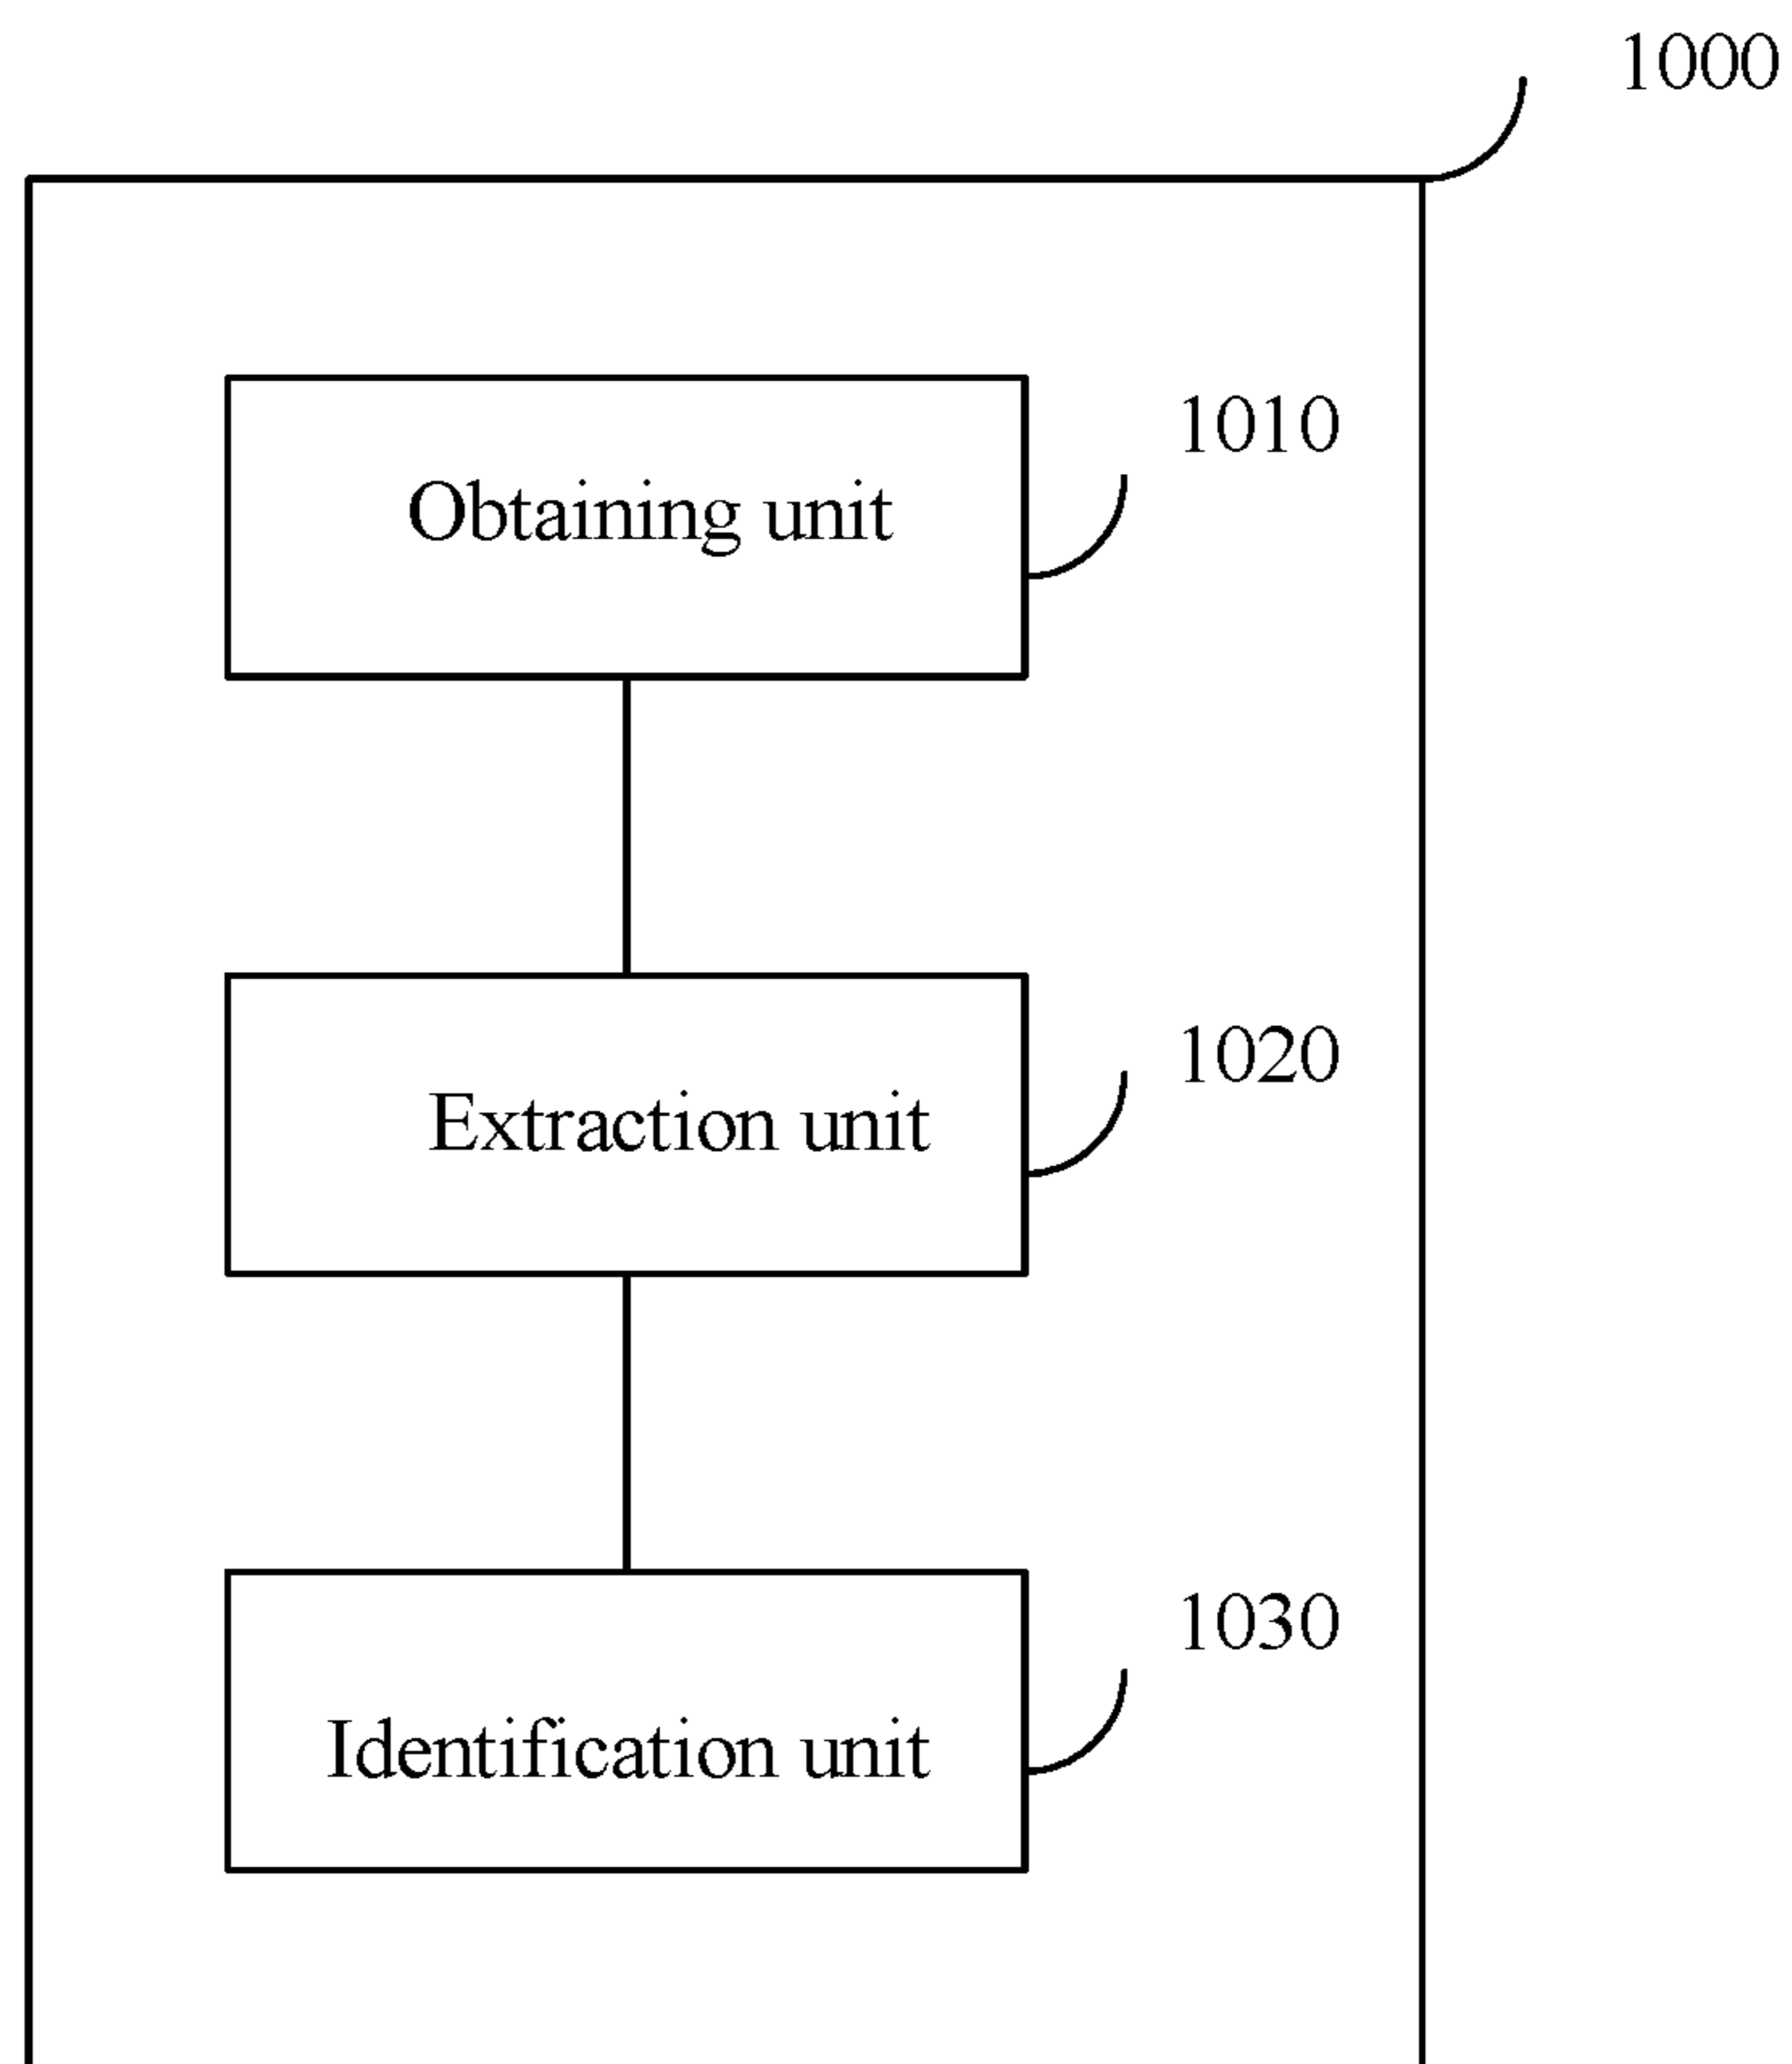 1000
1010
Obtaining unit
1020
Extraction unit
1030
Identification unit